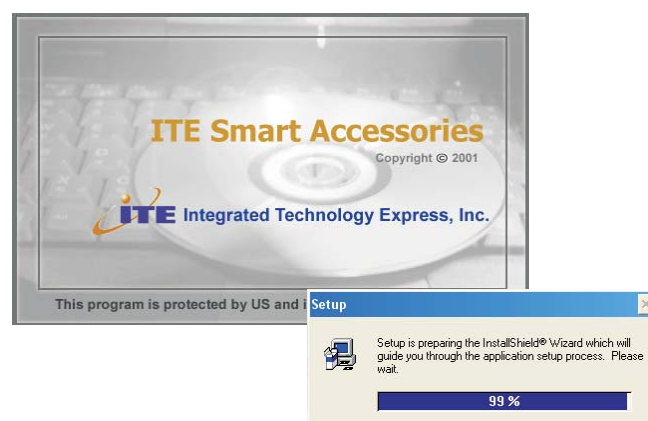 ITE Smart Accessories
Copyright © 2001
iTE Integrated Technology Express, Inc.
This program is protected by US and i
Setup
Setup is preparing the InstallShield® Wizard which will
guide you through the application setup process. Please
wait.
99 %